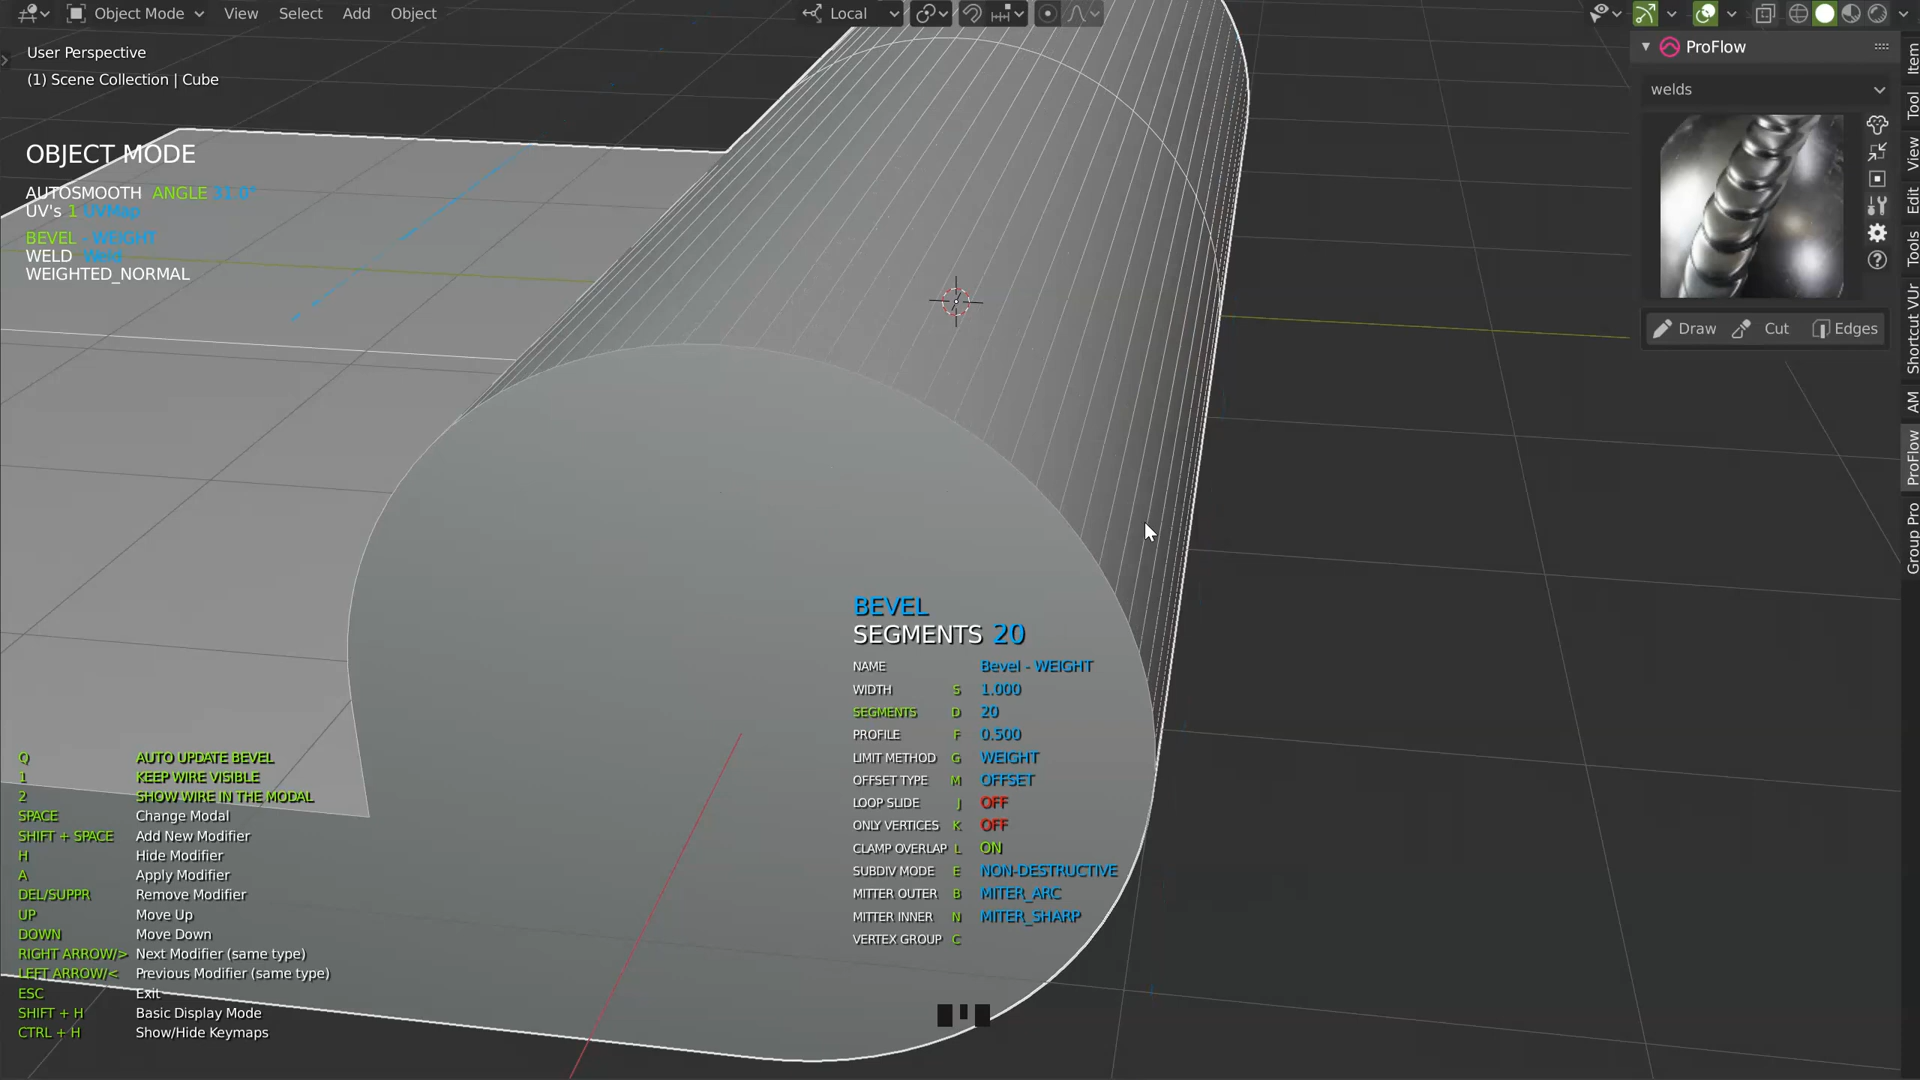 Object Mode View Select Add Object Local
User Perspective
(1) Scene Collection | Cube
OBJECT MODE
AUTOSMOOTH ANGLE 31.0°
UV's 1 UVMap
BEVEL - WEIGHT
WELD Weld
WEIGHTED_NORMAL
ProFlow
welds
Draw Cut Edges
Item
Tool
View
Edit
Tools
Shortcut VUr
AM
ProFlow
Group Pro
BEVEL
SEGMENTS 20
NAME Bevel - WEIGHT
WIDTH S 1.000
SEGMENTS D 20
PROFILE F 0.500
LIMIT METHOD G WEIGHT
OFFSET TYPE M OFFSET
LOOP SLIDE J OFF
ONLY VERTICES K OFF
CLAMP OVERLAP L ON
SUBDIV MODE E NON-DESTRUCTIVE
MITTER OUTER B MITER_ARC
MITTER INNER N MITER_SHARP
VERTEX GROUP C
Q AUTO UPDATE BEVEL
1 KEEP WIRE VISIBLE
2 SHOW WIRE IN THE MODAL
SPACE Change Modal
SHIFT + SPACE Add New Modifier
H Hide Modifier
A Apply Modifier
DEL/SUPPR Remove Modifier
UP Move Up
DOWN Move Down
RIGHT ARROW/> Next Modifier (same type)
LEFT ARROW/< Previous Modifier (same type)
ESC Exit
SHIFT + H Basic Display Mode
CTRL + H Show/Hide Keymaps